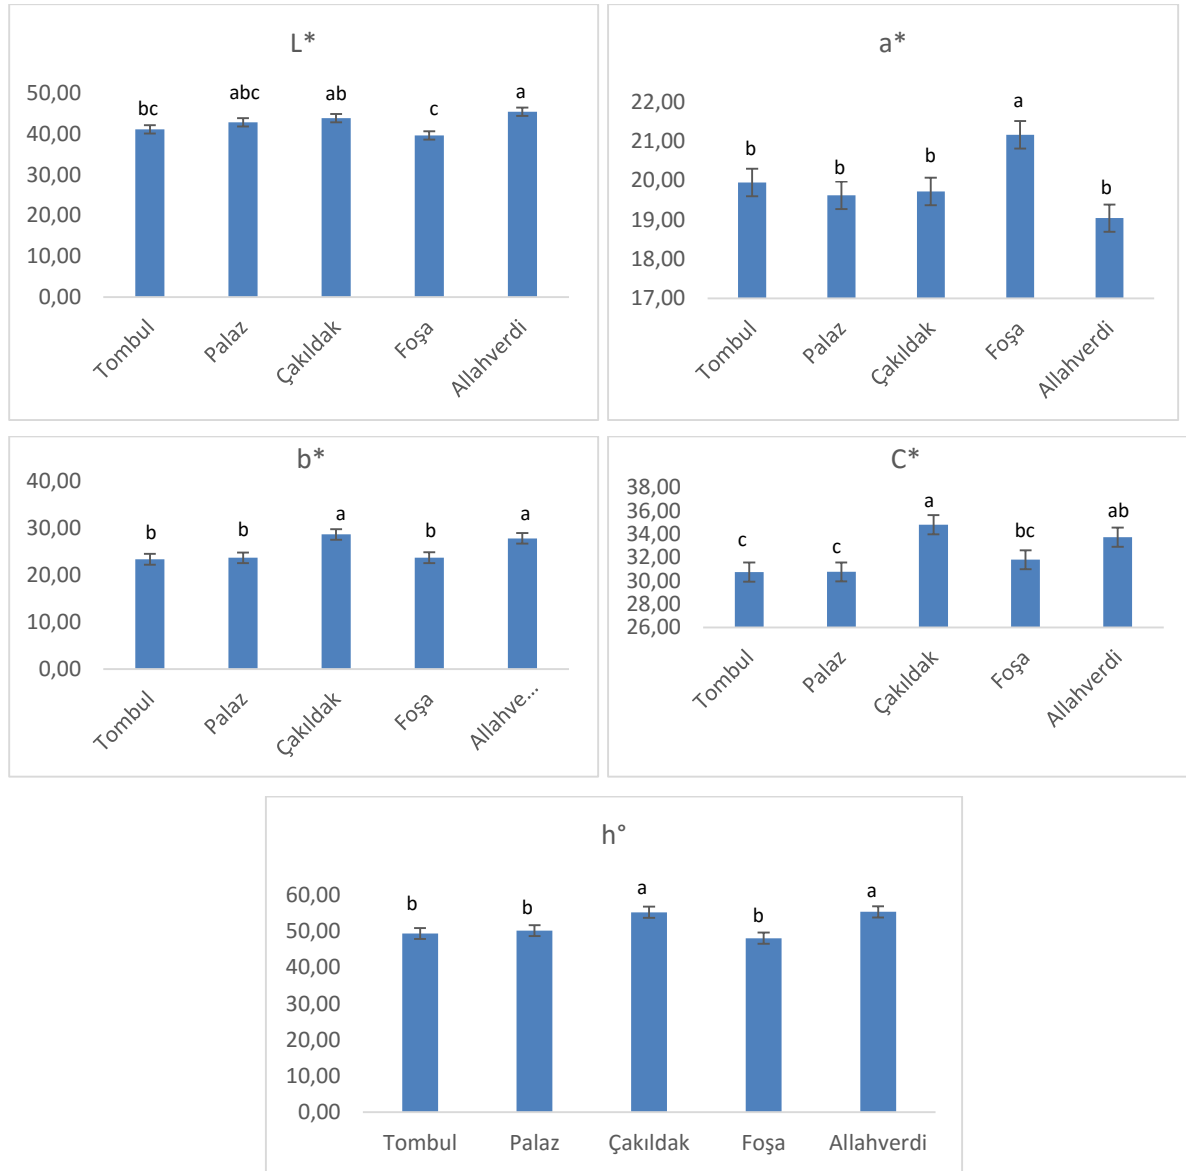 L*
50,00
40,00
30,00
20,00
10,00
0,00
bc
abc
ab
c
a
Tombul
Palaz
Çakıldak
Foşa
Allahverdi
a*
22,00
21,00
20,00
19,00
18,00
17,00
b
b
b
a
b
Tombul
Palaz
Çakıldak
Foşa
Allahverdi
b*
40,00
30,00
20,00
10,00
0,00
b
b
a
b
a
Tombul
Palaz
Çakıldak
Foşa
Allahve...
C*
38,00
36,00
34,00
32,00
30,00
28,00
26,00
c
c
a
bc
ab
Tombul
Palaz
Çakıldak
Foşa
Allahverdi
h°
60,00
50,00
40,00
30,00
20,00
10,00
0,00
b
b
a
b
a
Tombul
Palaz
Çakıldak
Foşa
Allahverdi